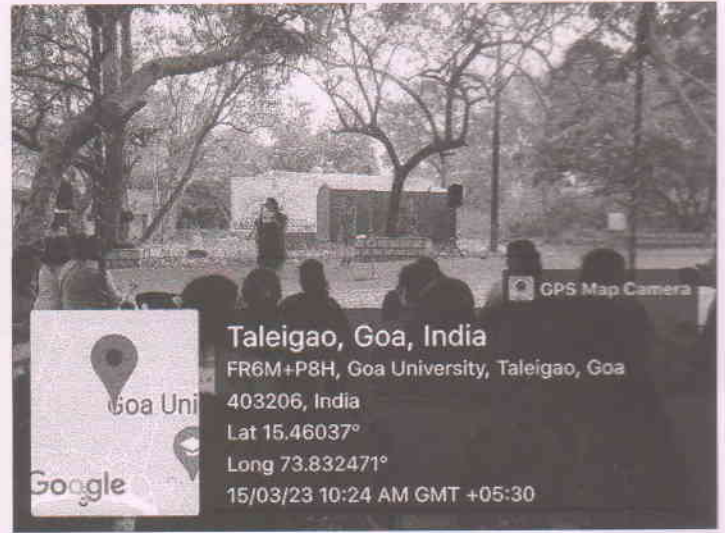 GPS Map Camera
Taleigao, Goa, India
FR6M+P8H, Goa University, Taleigao, Goa
403206, India
Lat 15.46037°
Long 73.832471°
15/03/23 10:24 AM GMT +05:30
Goa Uni
Google